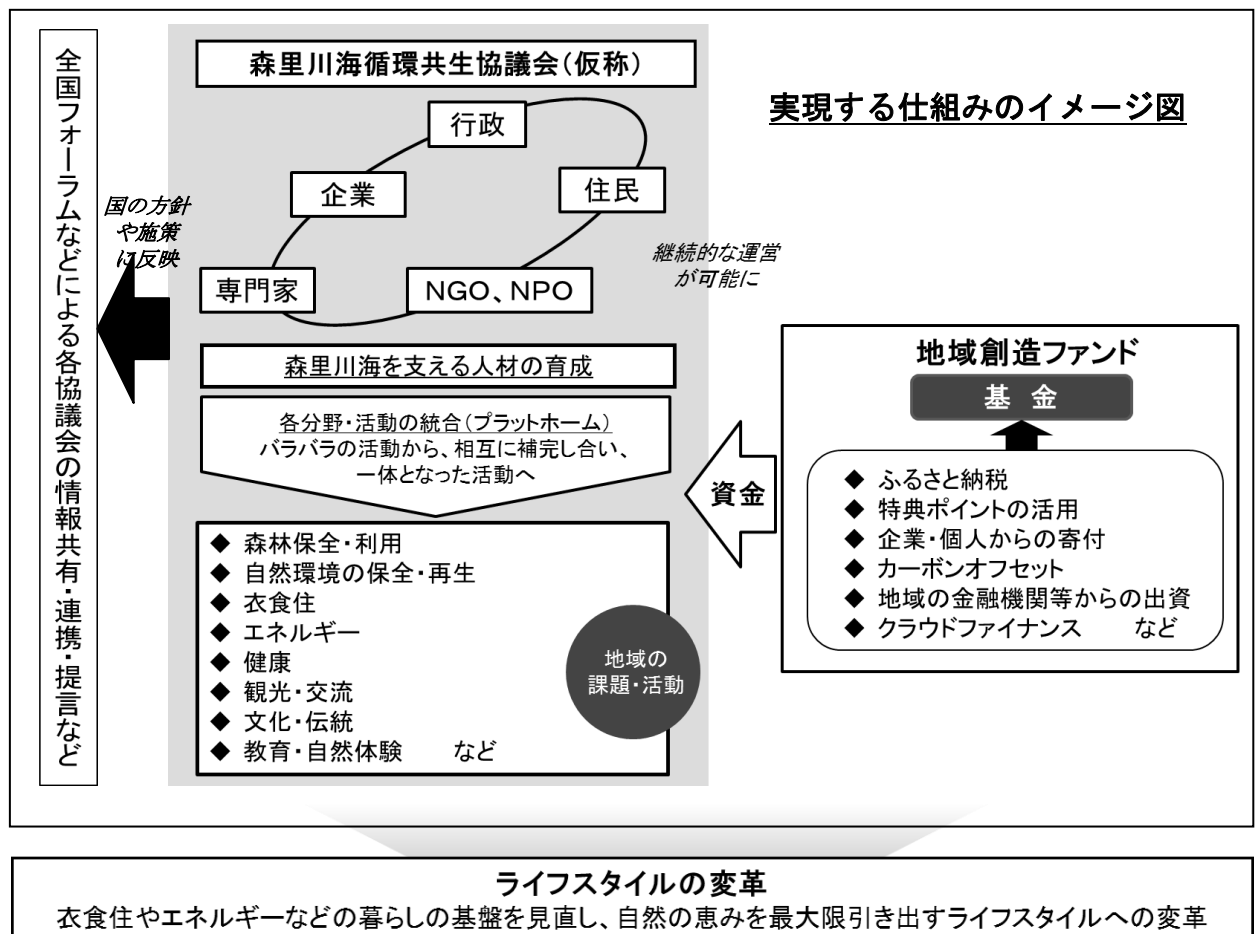 実現する仕組みのイメージ図
全国フォーラムなどによる各協議会の情報共有・連携・提言など
国の方針
や施策
に反映
森里川海循環共生協議会（仮称）
行政
企業
住民
専門家
NGO、NPO
継続的な運営
が可能に
森里川海を支える人材の育成
各分野・活動の統合（プラットホーム）
バラバラの活動から、相互に補完し合い、
一体となった活動へ
◆ 森林保全・利用
◆ 自然環境の保全・再生
◆ 衣食住
◆ エネルギー
◆ 健康
◆ 観光・交流
◆ 文化・伝統
◆ 教育・自然体験　　など
地域の
課題・活動
資金
地域創造ファンド
基 金
◆ ふるさと納税
◆ 特典ポイントの活用
◆ 企業・個人からの寄付
◆ カーボンオフセット
◆ 地域の金融機関等からの出資
◆ クラウドファイナンス　　など
ライフスタイルの変革
衣食住やエネルギーなどの暮らしの基盤を見直し、自然の恵みを最大限引き出すライフスタイルへの変革